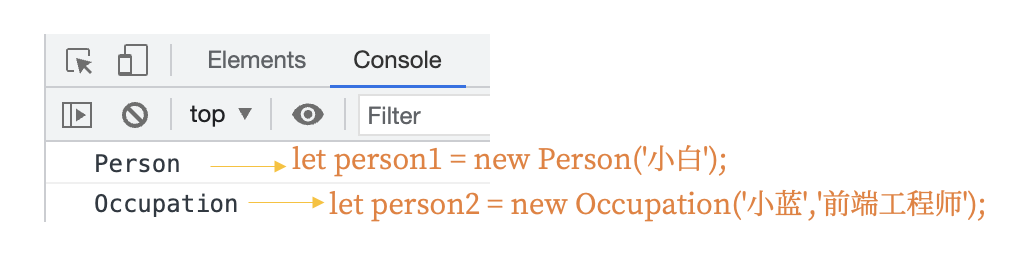 Elements Console
top Filter
Person let person1 = new Person('小白');
Occupation let person2 = new Occupation('小蓝','前端工程师');